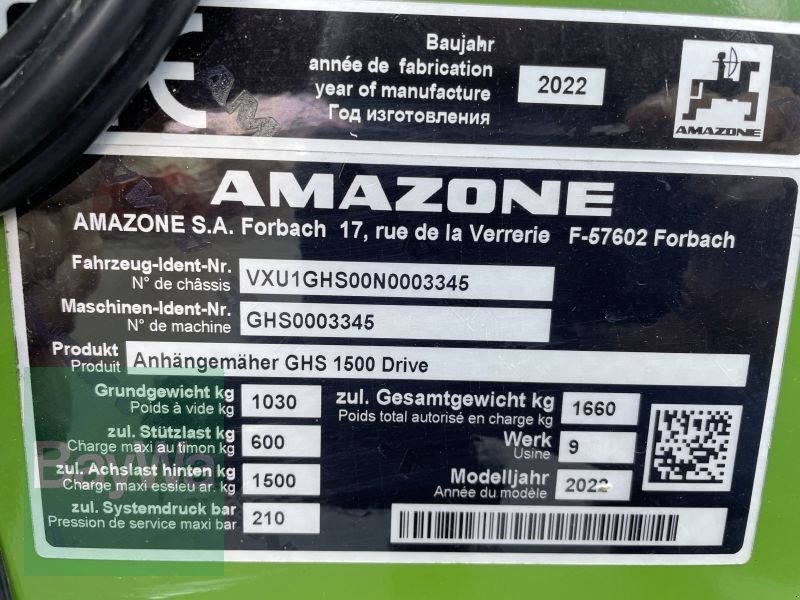 Baujahr
année de fabrication
year of manufacture
Год изготовления
2022
AMAZONE
AMAZONE
AMAZONE S.A. Forbach 17, rue de la Verrerie F-57602 Forbach
Fahrzeug-Ident-Nr.
N° de châssis
VXU1GHS00N0003345
Maschinen-Ident-Nr.
N° de machine
GHS0003345
Produkt
Produit
Anhängemäher GHS 1500 Drive
Grundgewicht kg
Poids à vide kg
1030
zul. Gesamtgewicht kg
Poids total autorisé en charge kg
1660
zul. Stützlast kg
Charge maxi au timon kg
600
Werk
Usine
9
zul. Achslast hinten kg
Charge maxi essieu ar. kg
1500
Modelljahr
Année du modèle
2022
zul. Systemdruck bar
Pression de service maxi bar
210
BayWa